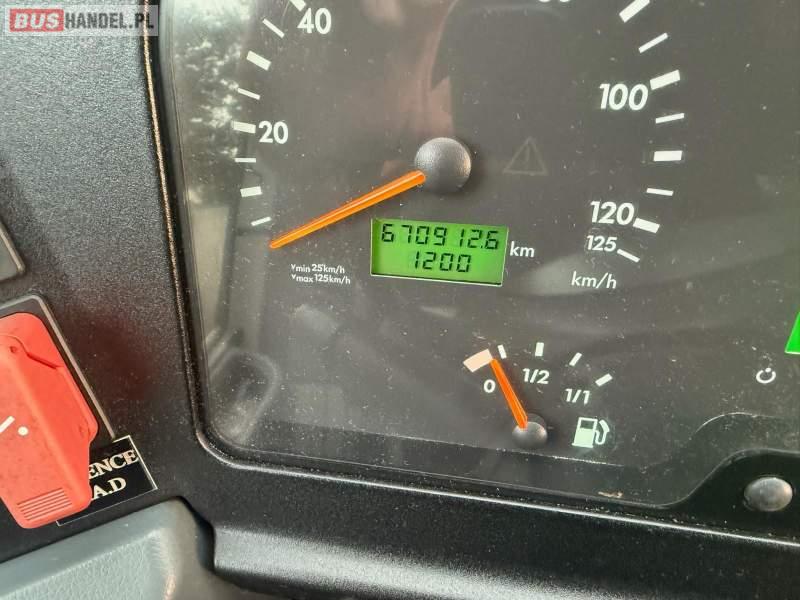 BUSHANDEL.PL
40
100
20
120
670912.6 km
125
1200
Vmin 25km/h
Vmax 125km/h
km/h
0
1/2
1/1
ENCE
A.D